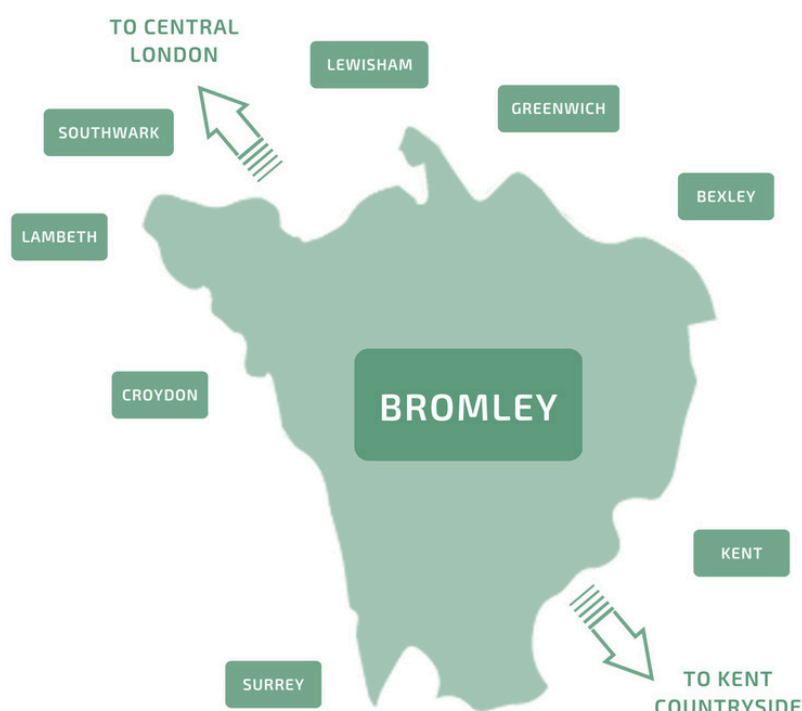 TO CENTRAL
LONDON
LEWISHAM
GREENWICH
SOUTHWARK
BEXLEY
LAMBETH
CROYDON
BROMLEY
KENT
SURREY
TO KENT
COUNTRYSIDE